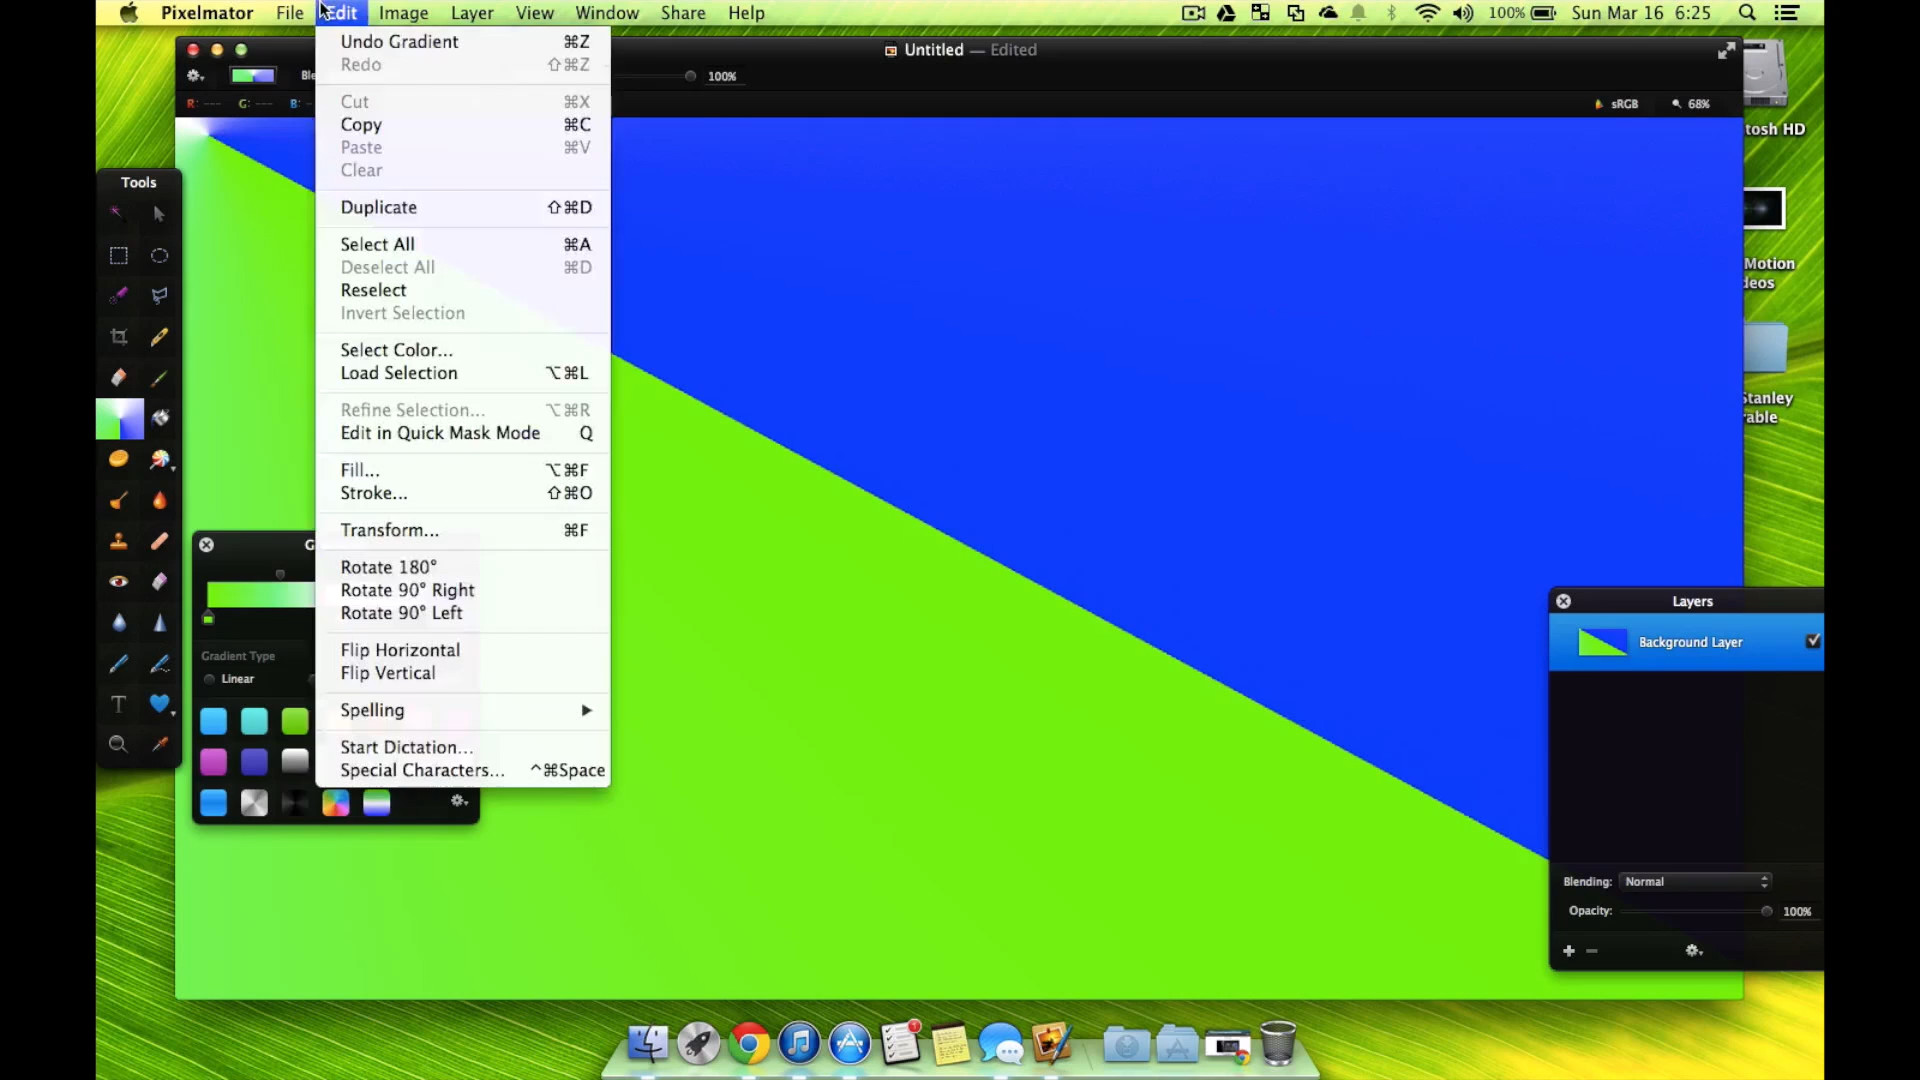 Pixelmator File Edit Image Layer View Window Share Help 100% Sun Mar 16 6:25
Untitled — Edited
100%
R: --- G: --- B:
sRGB 68%
Undo Gradient ⌘Z
Redo ⇧⌘Z
Cut ⌘X
Copy ⌘C
Paste ⌘V
Clear
Duplicate ⇧⌘D
Select All ⌘A
Deselect All ⌘D
Reselect
Invert Selection
Select Color...
Load Selection ⌥⌘L
Refine Selection... ⌥⌘R
Edit in Quick Mask Mode Q
Fill... ⌥⌘F
Stroke... ⇧⌘O
Transform... ⌘F
Rotate 180°
Rotate 90° Right
Rotate 90° Left
Flip Horizontal
Flip Vertical
Spelling
Start Dictation...
Special Characters... ^⌘Space
Tools
T
Gradient Type
Linear
tosh HD
Motion
deos
Stanley
Layers
Background Layer
Blending: Normal
Opacity: 100%
1